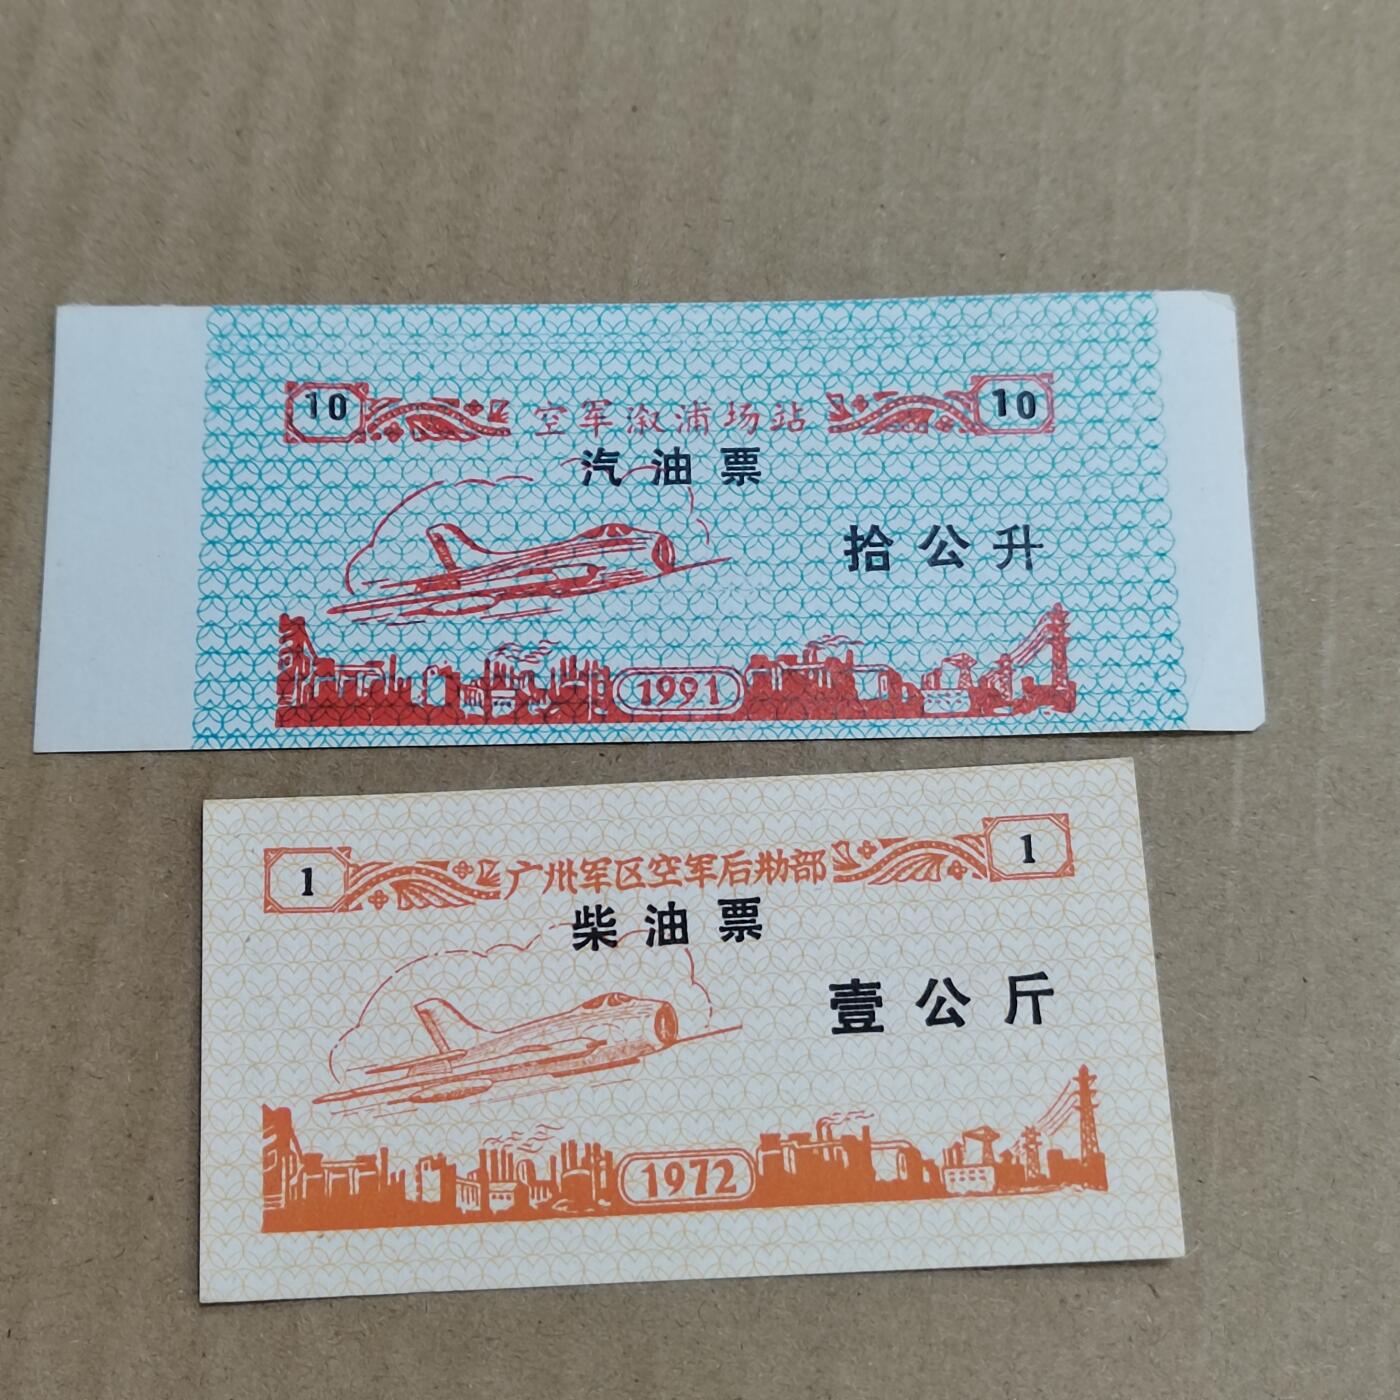 10 空军溆浦场站 10
汽油票
拾公升
1991
1 广州军区空军后勤部 1
柴油票
壹公斤
1972